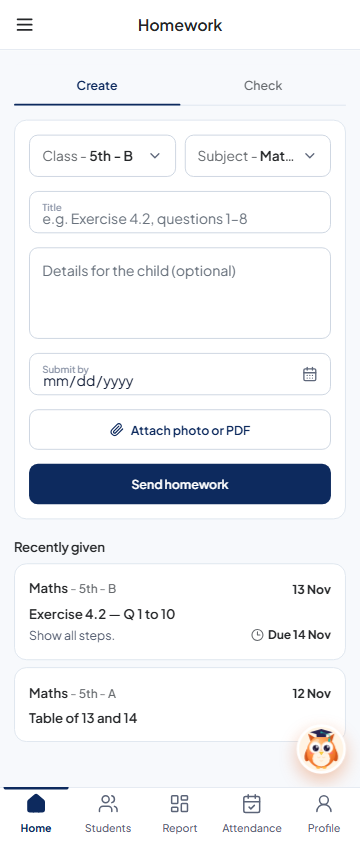 Homework
Create
Check
Class - 5th - B
Subject - Mat...
Title
e.g. Exercise 4.2, questions 1–8
Details for the child (optional)
Submit by
mm/dd/yyyy
Attach photo or PDF
Send homework
Recently given
Maths - 5th - B
13 Nov
Exercise 4.2 — Q 1 to 10
Show all steps.
Due 14 Nov
Maths - 5th - A
12 Nov
Table of 13 and 14
Home
Students
Report
Attendance
Profile